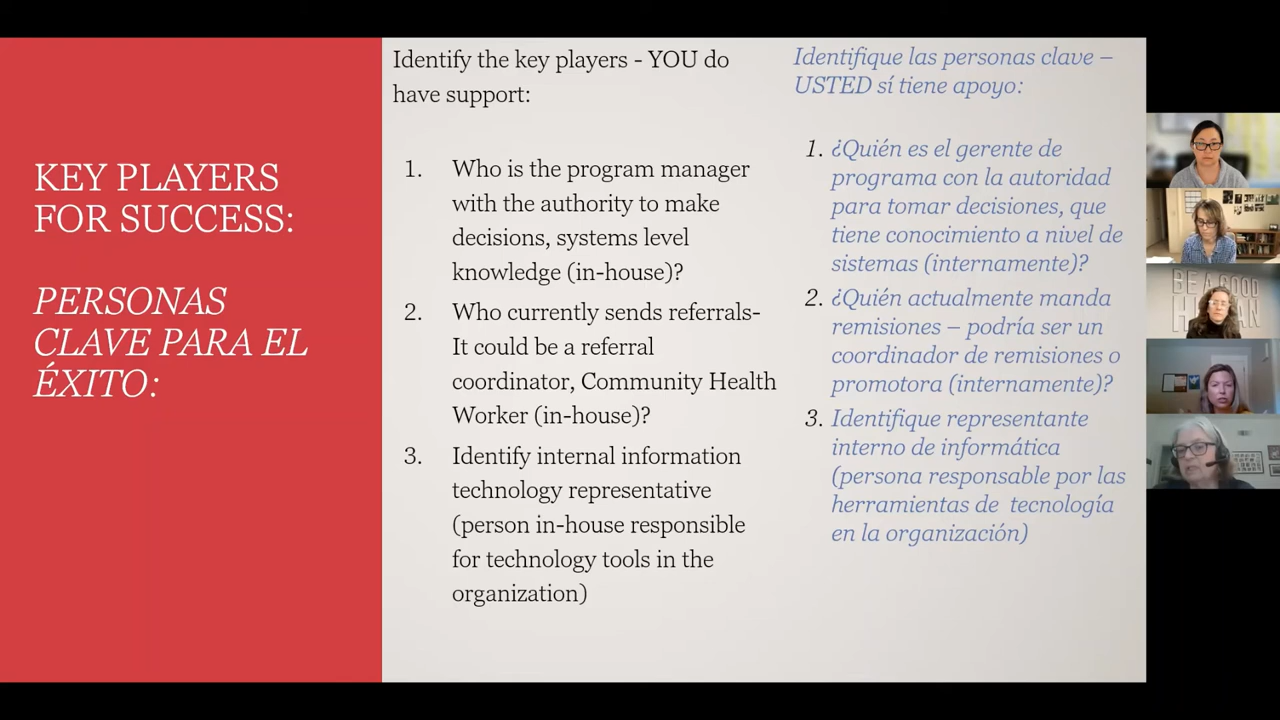 KEY PLAYERS
FOR SUCCESS:
PERSONAS
CLAVE PARA EL
ÉXITO:
Identify the key players - YOU do
have support:
1. Who is the program manager
with the authority to make
decisions, systems level
knowledge (in-house)?
2. Who currently sends referrals-
It could be a referral
coordinator, Community Health
Worker (in-house)?
3. Identify internal information
technology representative
(person in-house responsible
for technology tools in the
organization)
Identifique las personas clave –
USTED sí tiene apoyo:
1. ¿Quién es el gerente de
programa con la autoridad
para tomar decisiones, que
tiene conocimiento a nivel de
sistemas (internamente)?
2. ¿Quién actualmente manda
remisiones – podría ser un
coordinador de remisiones o
promotora (internamente)?
3. Identifique representante
interno de informática
(persona responsable por las
herramientas de tecnología
en la organización)
BE A GOOD